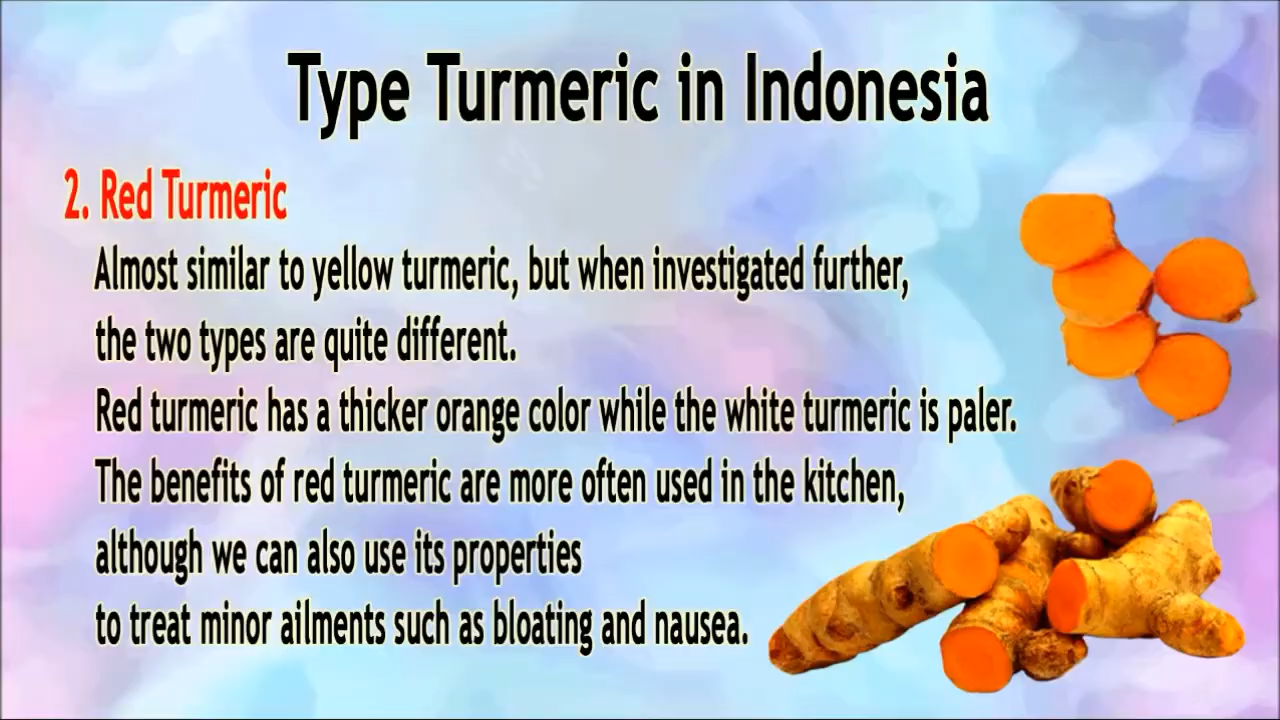 Type Turmeric in Indonesia
2. Red Turmeric
Almost similar to yellow turmeric, but when investigated further,
the two types are quite different.
Red turmeric has a thicker orange color while the white turmeric is paler.
The benefits of red turmeric are more often used in the kitchen,
although we can also use its properties
to treat minor ailments such as bloating and nausea.